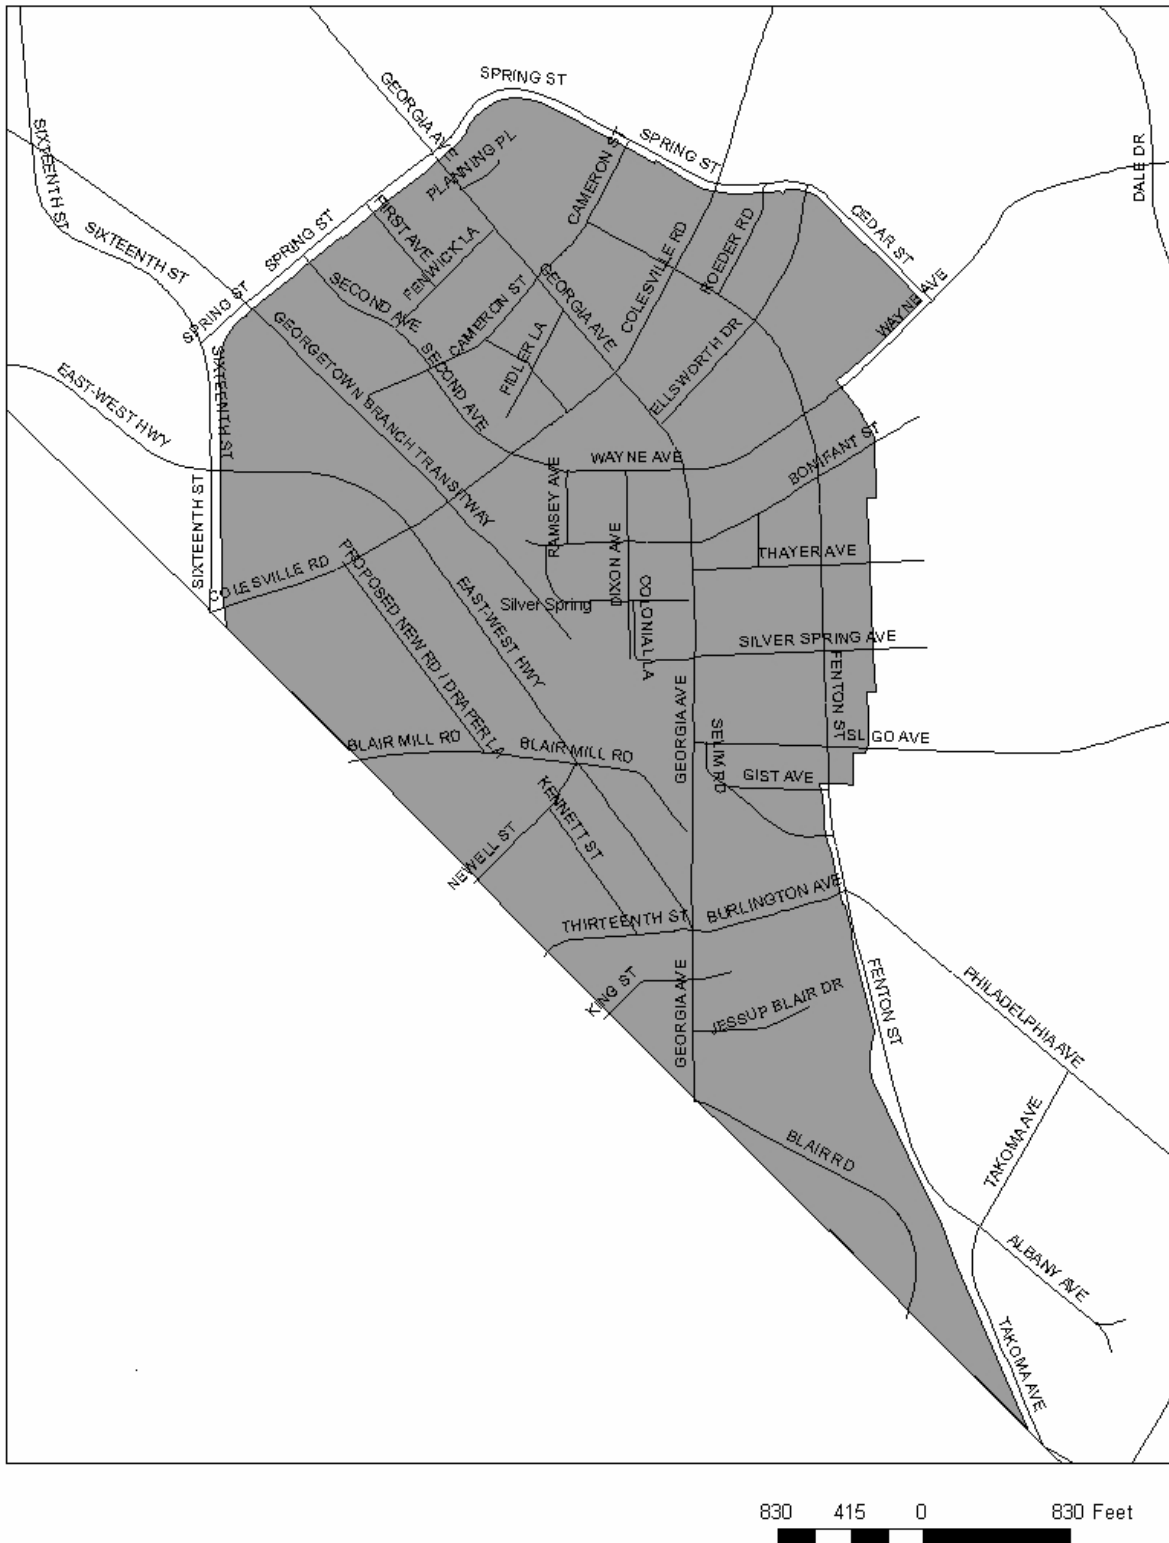 SPRING ST
GEORGIA AVE
SPRING ST
SIXTEENTH ST
PLANNING PL
CAMERON ST
DALE DR
FIRST AVE
CEDAR ST
SIXTEENTH ST
SPRING ST
FENWICK LA
COLESVILLE RD
ROEDER RD
SECOND AVE
GEORGIA AVE
WAYNE AVE
SPRING ST
CAMERON ST
GEORGETOWN BRANCH TRANSITWAY
FIDLER LA
ELLSWORTH DR
SIXTEENTH ST
EAST-WEST HWY
SECOND AVE
WAYNE AVE
BONIFANT ST
RAMSEY AVE
SIXTEENTH ST
THAYER AVE
DIXON AVE
COLESVILLE RD
PROPOSED NEW RD / DRAPER LA
EAST-WEST HWY
Silver Spring
COLONIAL LA
SILVER SPRING AVE
FENTON ST
GEORGIA AVE
SELIM RD
BLAIR MILL RD
BLAIR MILL RD
SLIGO AVE
GIST AVE
KENNETT ST
NEWELL ST
THIRTEENTH ST
BURLINGTON AVE
KING ST
GEORGIA AVE
JESSUP BLAIR DR
FENTON ST
PHILADELPHIA AVE
TAKOMA AVE
BLAIR RD
ALBANY AVE
TAKOMA AVE
830 415 0 830 Feet